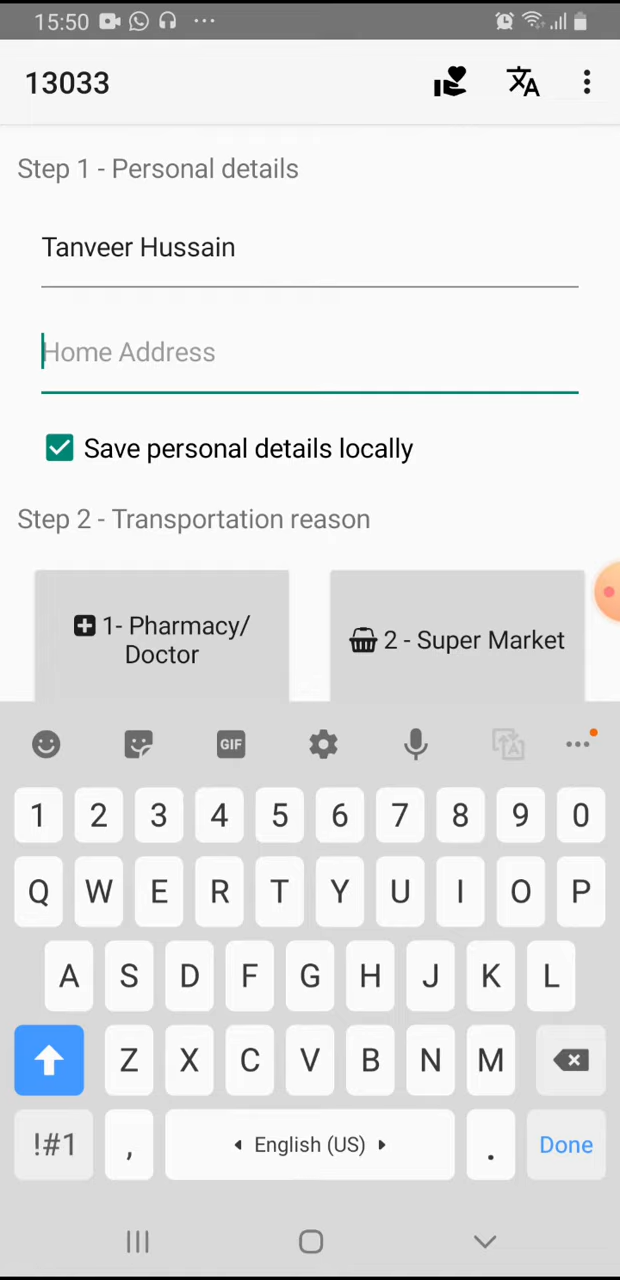 15:50
13033
Step 1 - Personal details
Tanveer Hussain
Home Address
Save personal details locally
Step 2 - Transportation reason
1- Pharmacy/
Doctor
2 - Super Market
GIF
1 2 3 4 5 6 7 8 9 0
Q W E R T Y U I O P
A S D F G H J K L
Z X C V B N M
!#1 , English (US) . Done